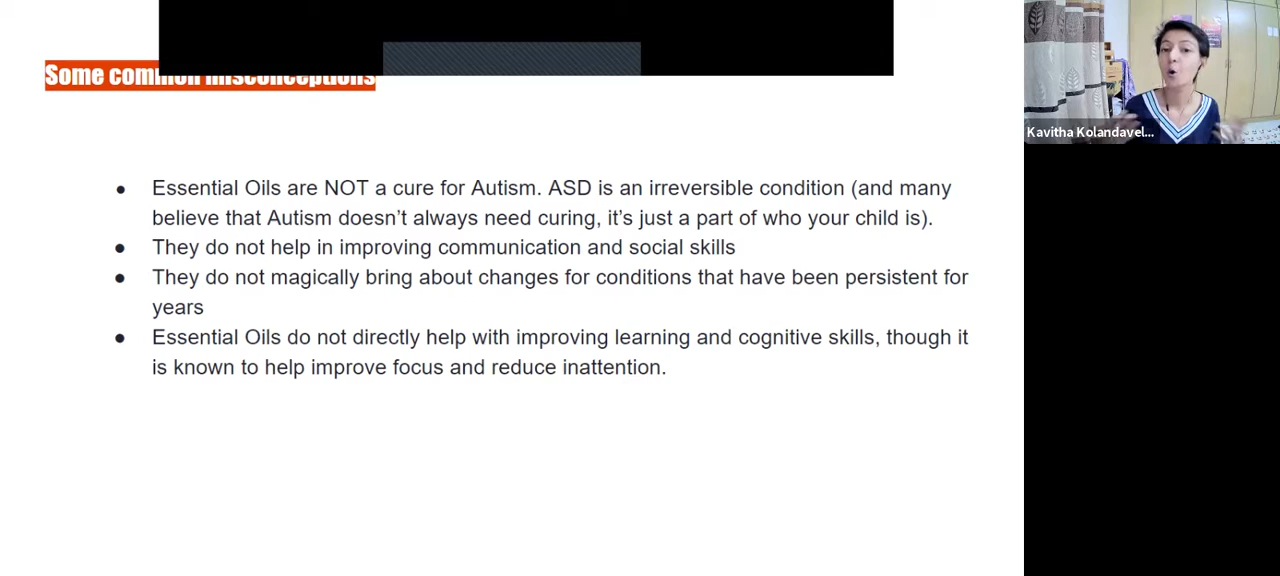 Some common misconceptions
Kavitha Kolandavel...
● Essential Oils are NOT a cure for Autism. ASD is an irreversible condition (and many
believe that Autism doesn’t always need curing, it’s just a part of who your child is).
● They do not help in improving communication and social skills
● They do not magically bring about changes for conditions that have been persistent for
years
● Essential Oils do not directly help with improving learning and cognitive skills, though it
is known to help improve focus and reduce inattention.